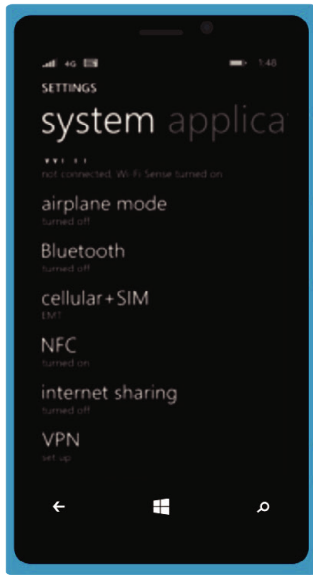 4G 1:48
SETTINGS
system applica
not connected, Wi-Fi Sense turned on
airplane mode
turned off
Bluetooth
turned off
cellular+SIM
EMT
NFC
turned on
internet sharing
turned off
VPN
set up